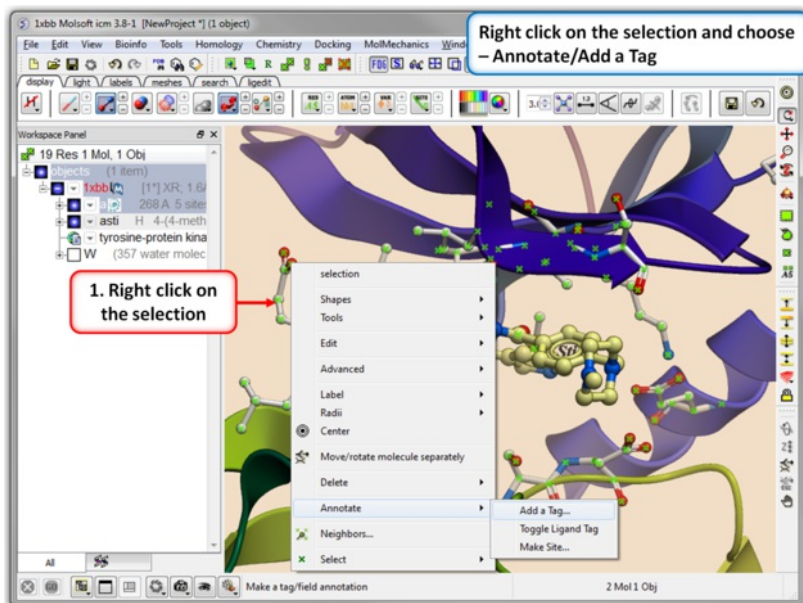 1xbb Molsoft icm 3.8-1 [NewProject *] (1 object)
Right click on the selection and choose
– Annotate/Add a Tag
File Edit View Bioinfo Tools Homology Chemistry Docking MolMechanics
display light labels meshes search ligedit
Workspace Panel
19 Res 1 Mol, 1 Obj
objects (1 item)
1xbb [1*] XR; 1.6
a 268 A 5 sites
asti H 4-(4-meth
tyrosine-protein kina
W (357 water molec
1. Right click on
the selection
selection
Shapes
Tools
Edit
Advanced
Label
Radii
Center
Move/rotate molecule separately
Delete
Annotate
Neighbors...
Select
Add a Tag...
Toggle Ligand Tag
Make Site...
All
Make a tag/field annotation
2 Mol 1 Obj